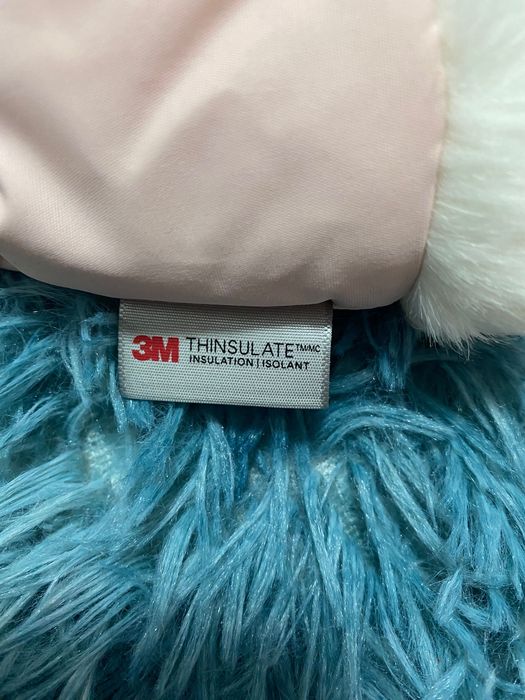 3M THINSULATE™/MC
INSULATION | ISOLANT